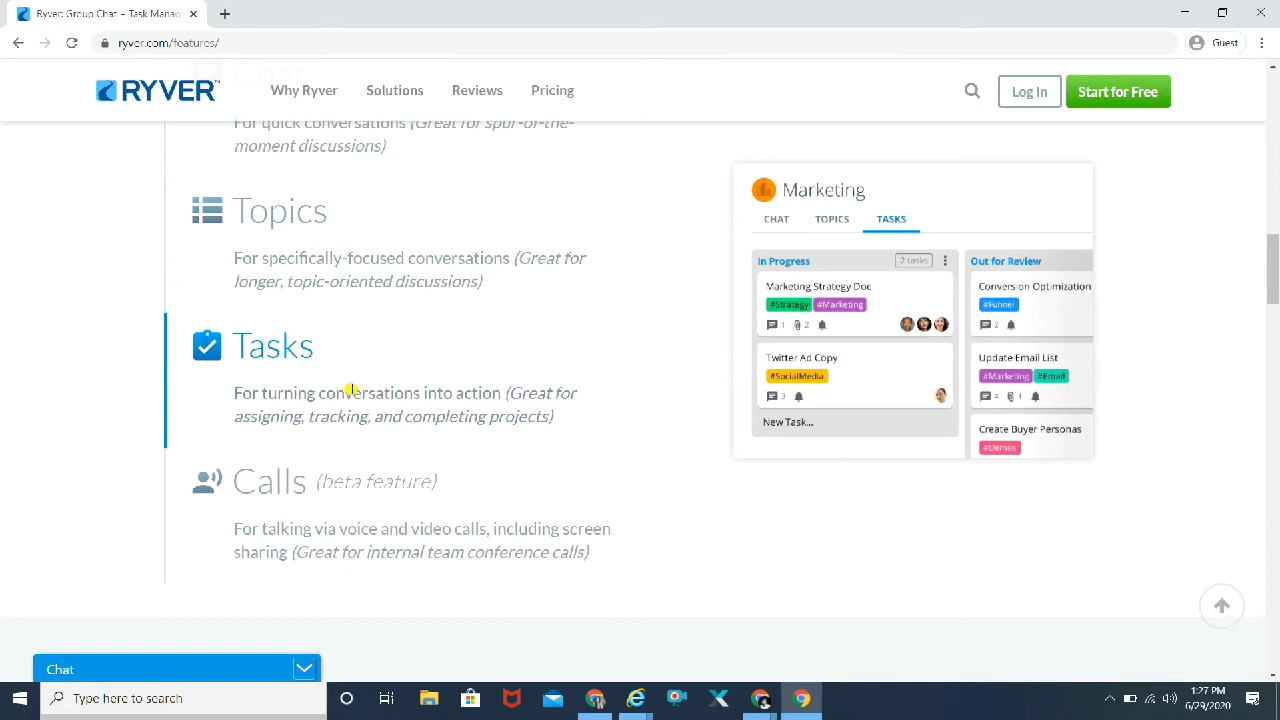 Ryver: Group Chat – Task Manag
ryver.com/features/
Guest
RYVER™
Why Ryver
Solutions
Reviews
Pricing
Log In
Start for Free
Chat
For quick conversations (Great for spur-of-the-
moment discussions)
Topics
For specifically-focused conversations (Great for
longer, topic-oriented discussions)
Tasks
For turning conversations into action (Great for
assigning, tracking, and completing projects)
Calls (beta feature)
For talking via voice and video calls, including screen
sharing (Great for internal team conference calls)
Marketing
CHAT TOPICS TASKS
In Progress 2 tasks
Marketing Strategy Doc
#Strategy #Marketing
1 2
Twitter Ad Copy
#SocialMedia
3
New Task...
Out for Review
Conversion Optimization
#Funnel
2
Update Email List
#Marketing #Email
4 1
Create Buyer Personas
#Demos
Chat
Type here to search
1:27 PM
6/29/2020